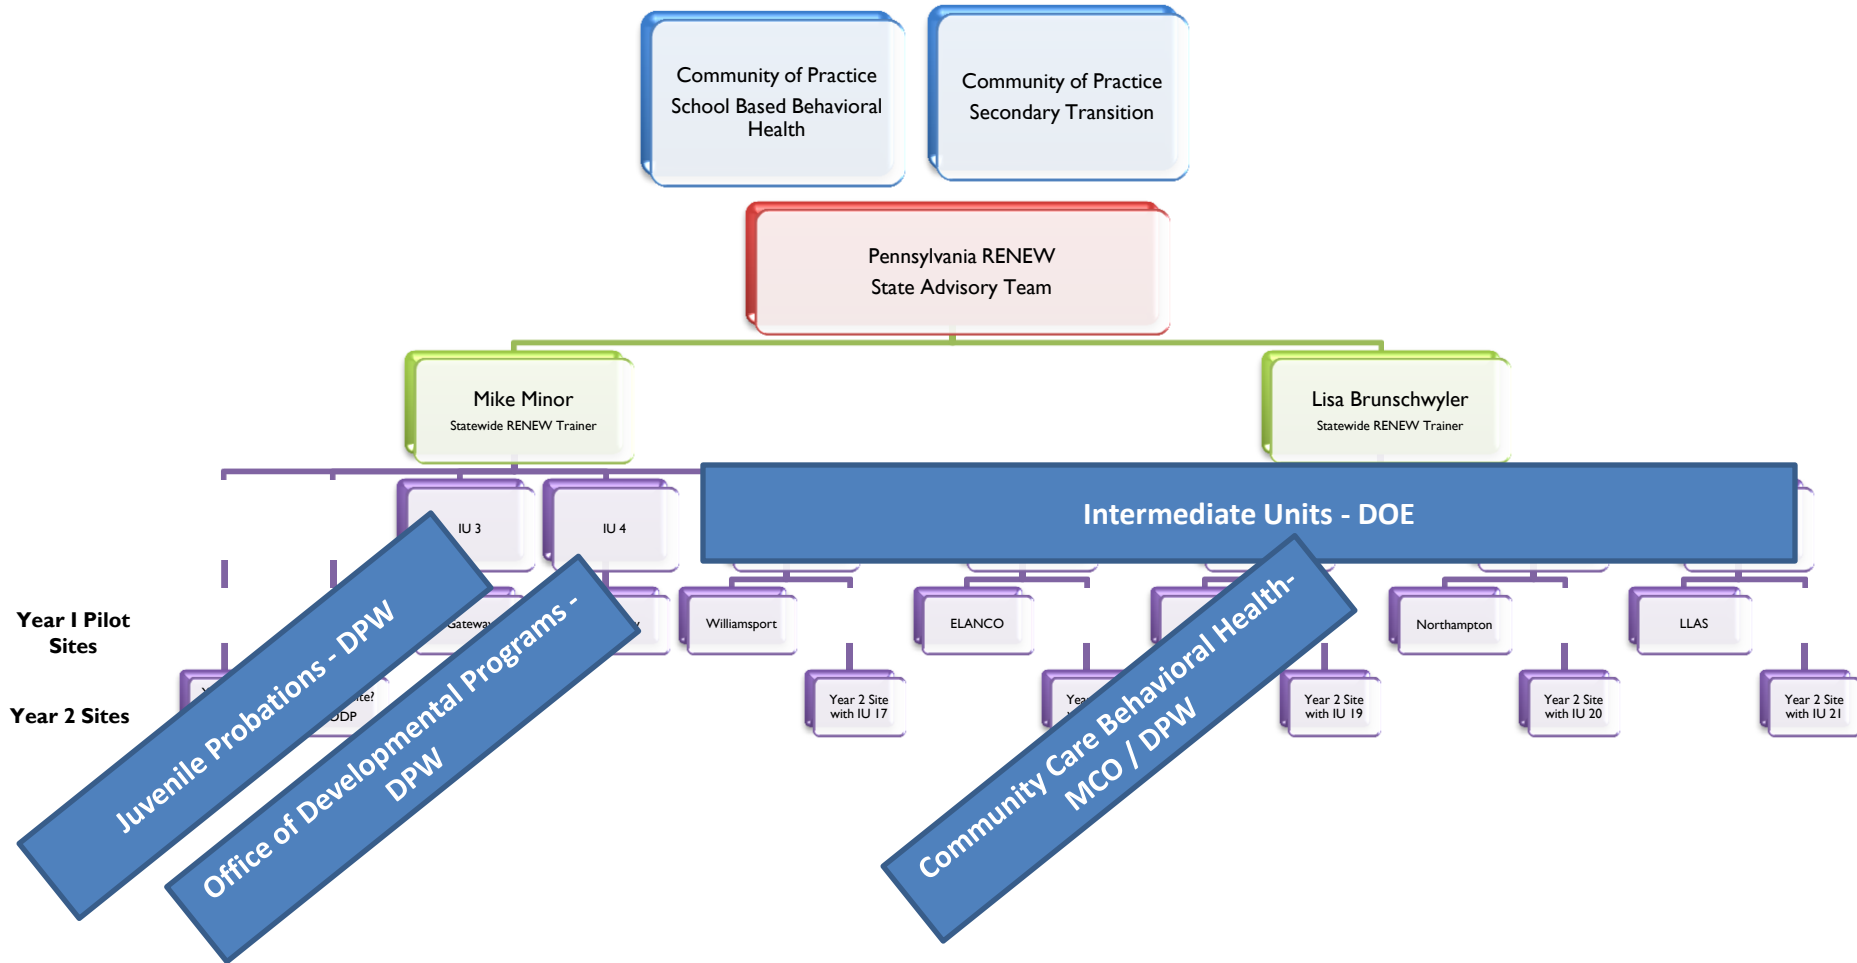 Community of Practice
School Based Behavioral
Health
Community of Practice
Secondary Transition
Pennsylvania RENEW
State Advisory Team
Mike Minor
Statewide RENEW Trainer
Lisa Brunschwyler
Statewide RENEW Trainer
IU 3
IU 4
Intermediate Units - DOE
Year 1 Pilot
Sites
Gateway
Williamsport
ELANCO
Northampton
LLAS
Year 2 Sites
ODP
Year 2 Site
with IU 17
Year 2 Site
with IU 19
Year 2 Site
with IU 20
Year 2 Site
with IU 21
Juvenile Probations - DPW
Office of Developmental Programs -
DPW
Community Care Behavioral Health-
MCO / DPW